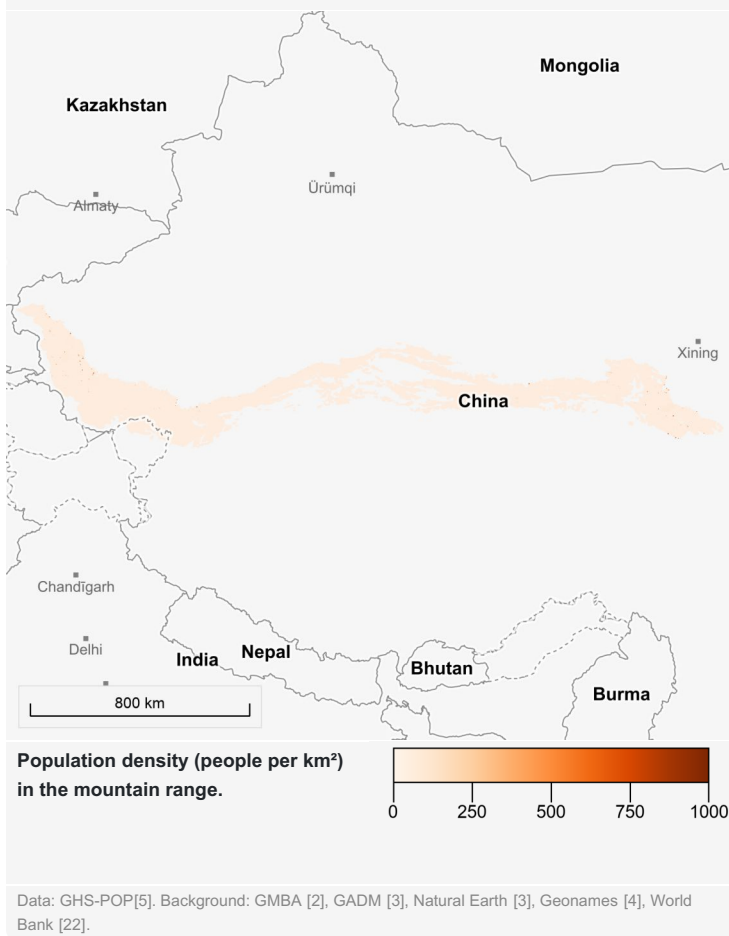 Mongolia
Kazakhstan
Ürümqi
Almaty
Xining
China
Chandīgarh
Delhi
India
Nepal
Bhutan
Burma
800 km
Population density (people per km²)
in the mountain range.
0 250 500 750 1000
Data: GHS-POP[5]. Background: GMBA [2], GADM [3], Natural Earth [3], Geonames [4], World
Bank [22].